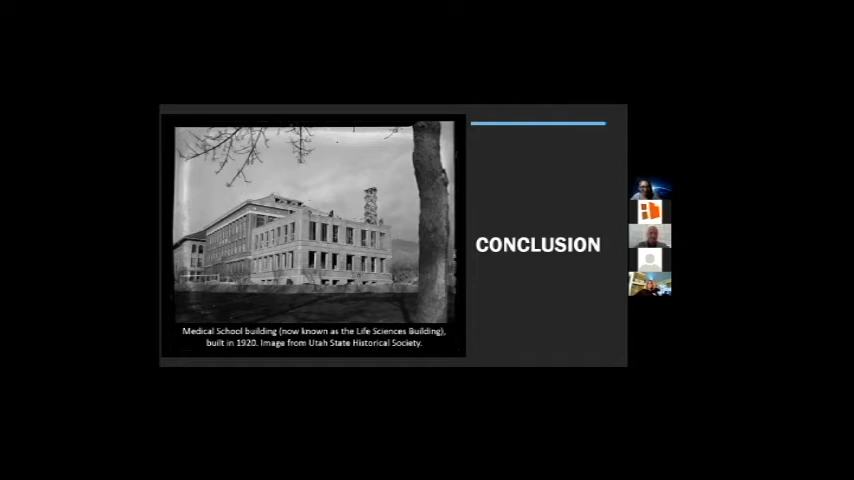 CONCLUSION
Medical School building (now known as the Life Sciences Building),
built in 1920. Image from Utah State Historical Society.